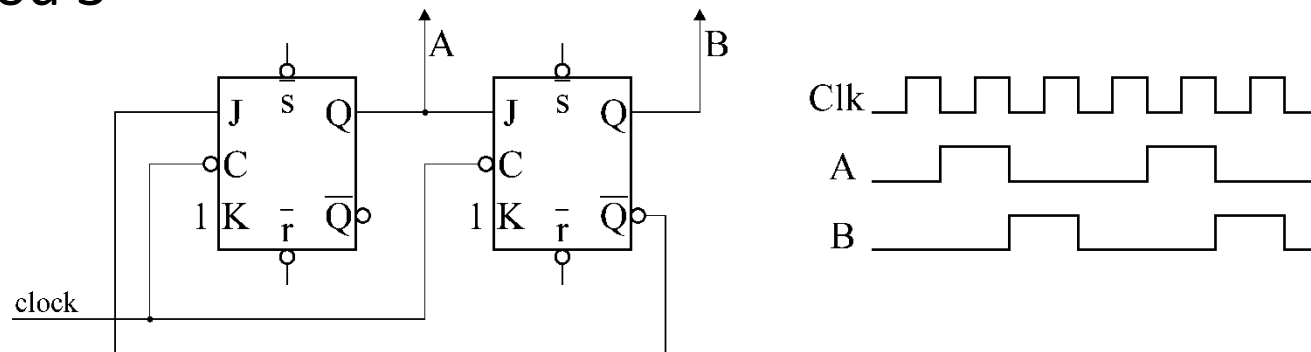 A
B
J s̅ Q
J s̅ Q
C
C
1 K r̅ Q̅
1 K r̅ Q̅
clock
Clk
A
B